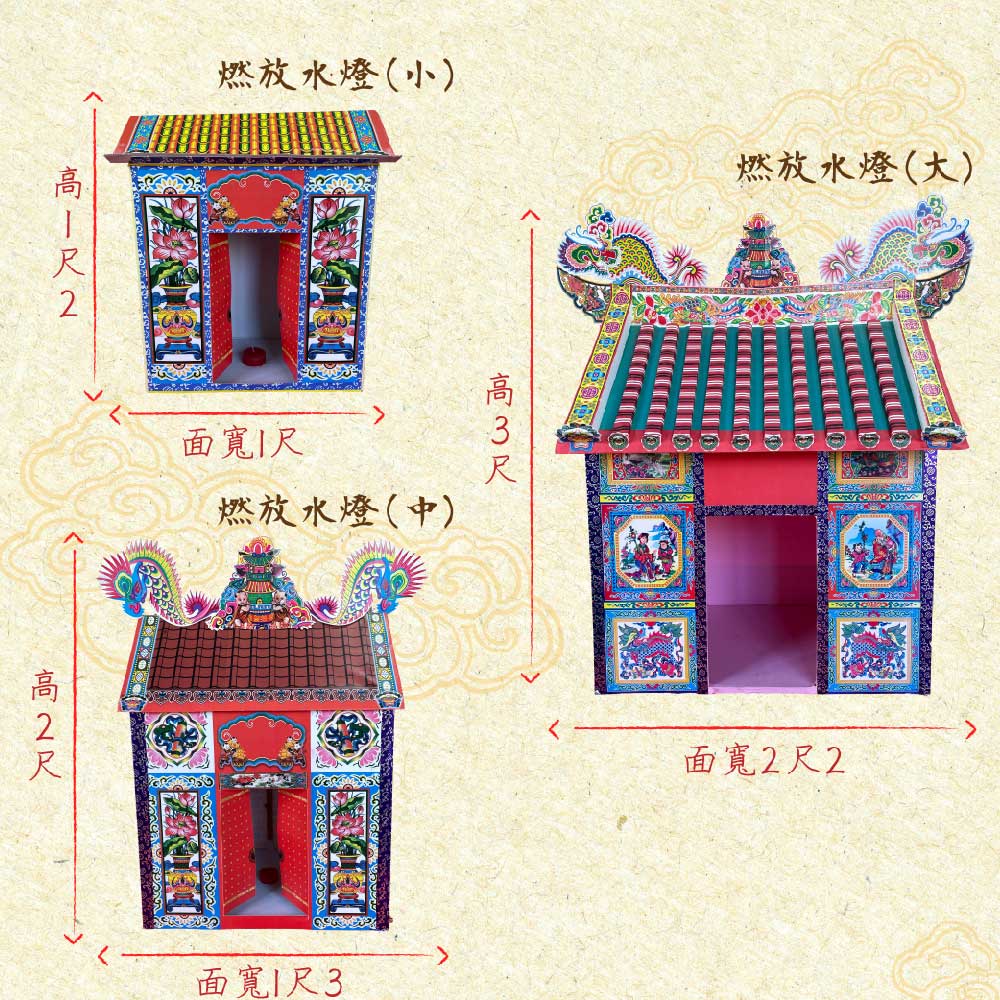 燃放水燈(小)
高1尺2
面寬1尺
燃放水燈(中)
高2尺
面寬1尺3
燃放水燈(大)
高3尺
面寬2尺2